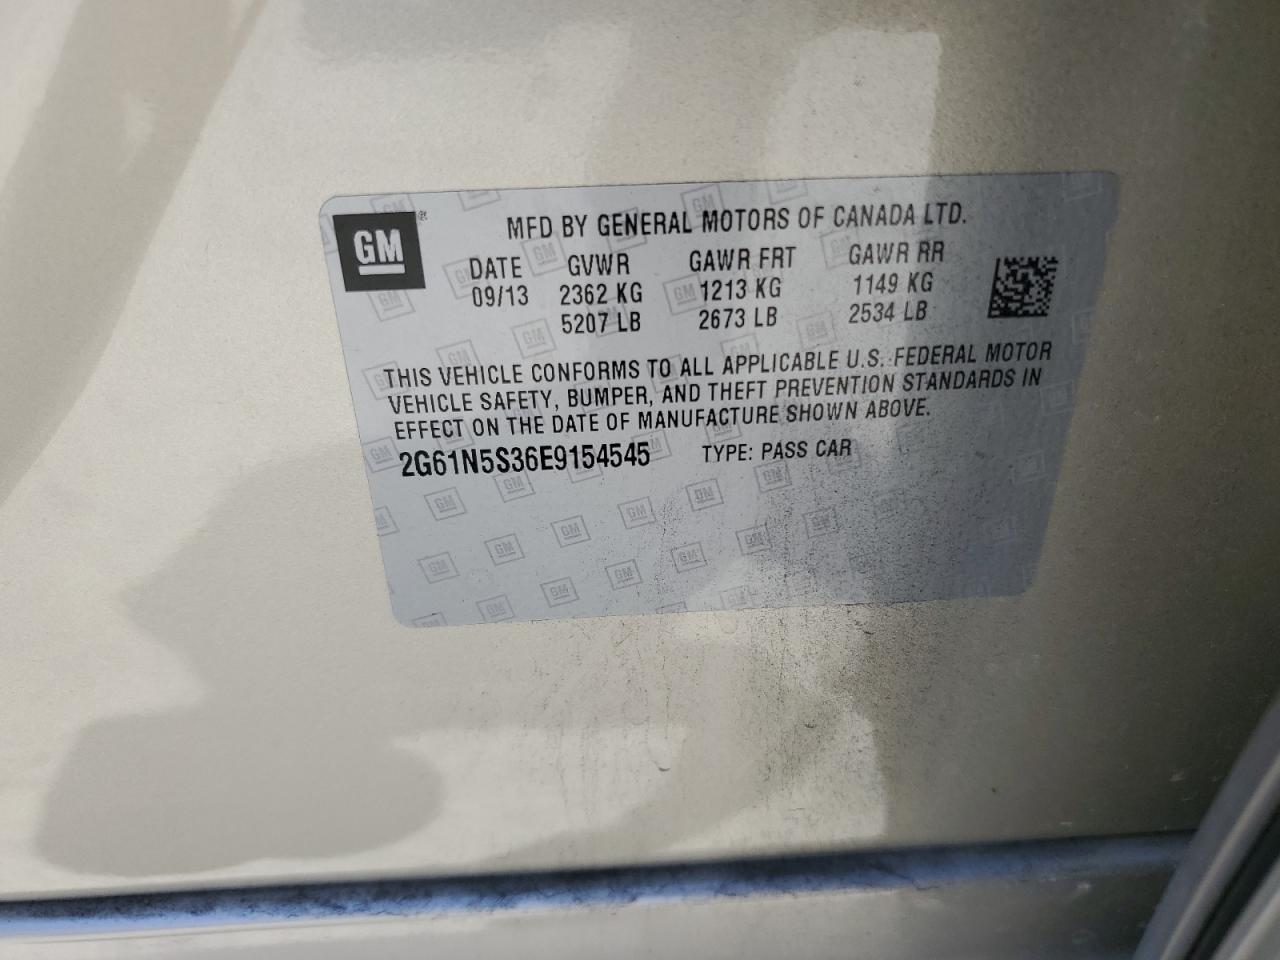 GM®
MFD BY GENERAL MOTORS OF CANADA LTD.
DATE GVWR GAWR FRT GAWR RR
09/13 2362 KG 1213 KG 1149 KG
5207 LB 2673 LB 2534 LB
THIS VEHICLE CONFORMS TO ALL APPLICABLE U.S. FEDERAL MOTOR
VEHICLE SAFETY, BUMPER, AND THEFT PREVENTION STANDARDS IN
EFFECT ON THE DATE OF MANUFACTURE SHOWN ABOVE.
2G61N5S36E9154545 TYPE: PASS CAR